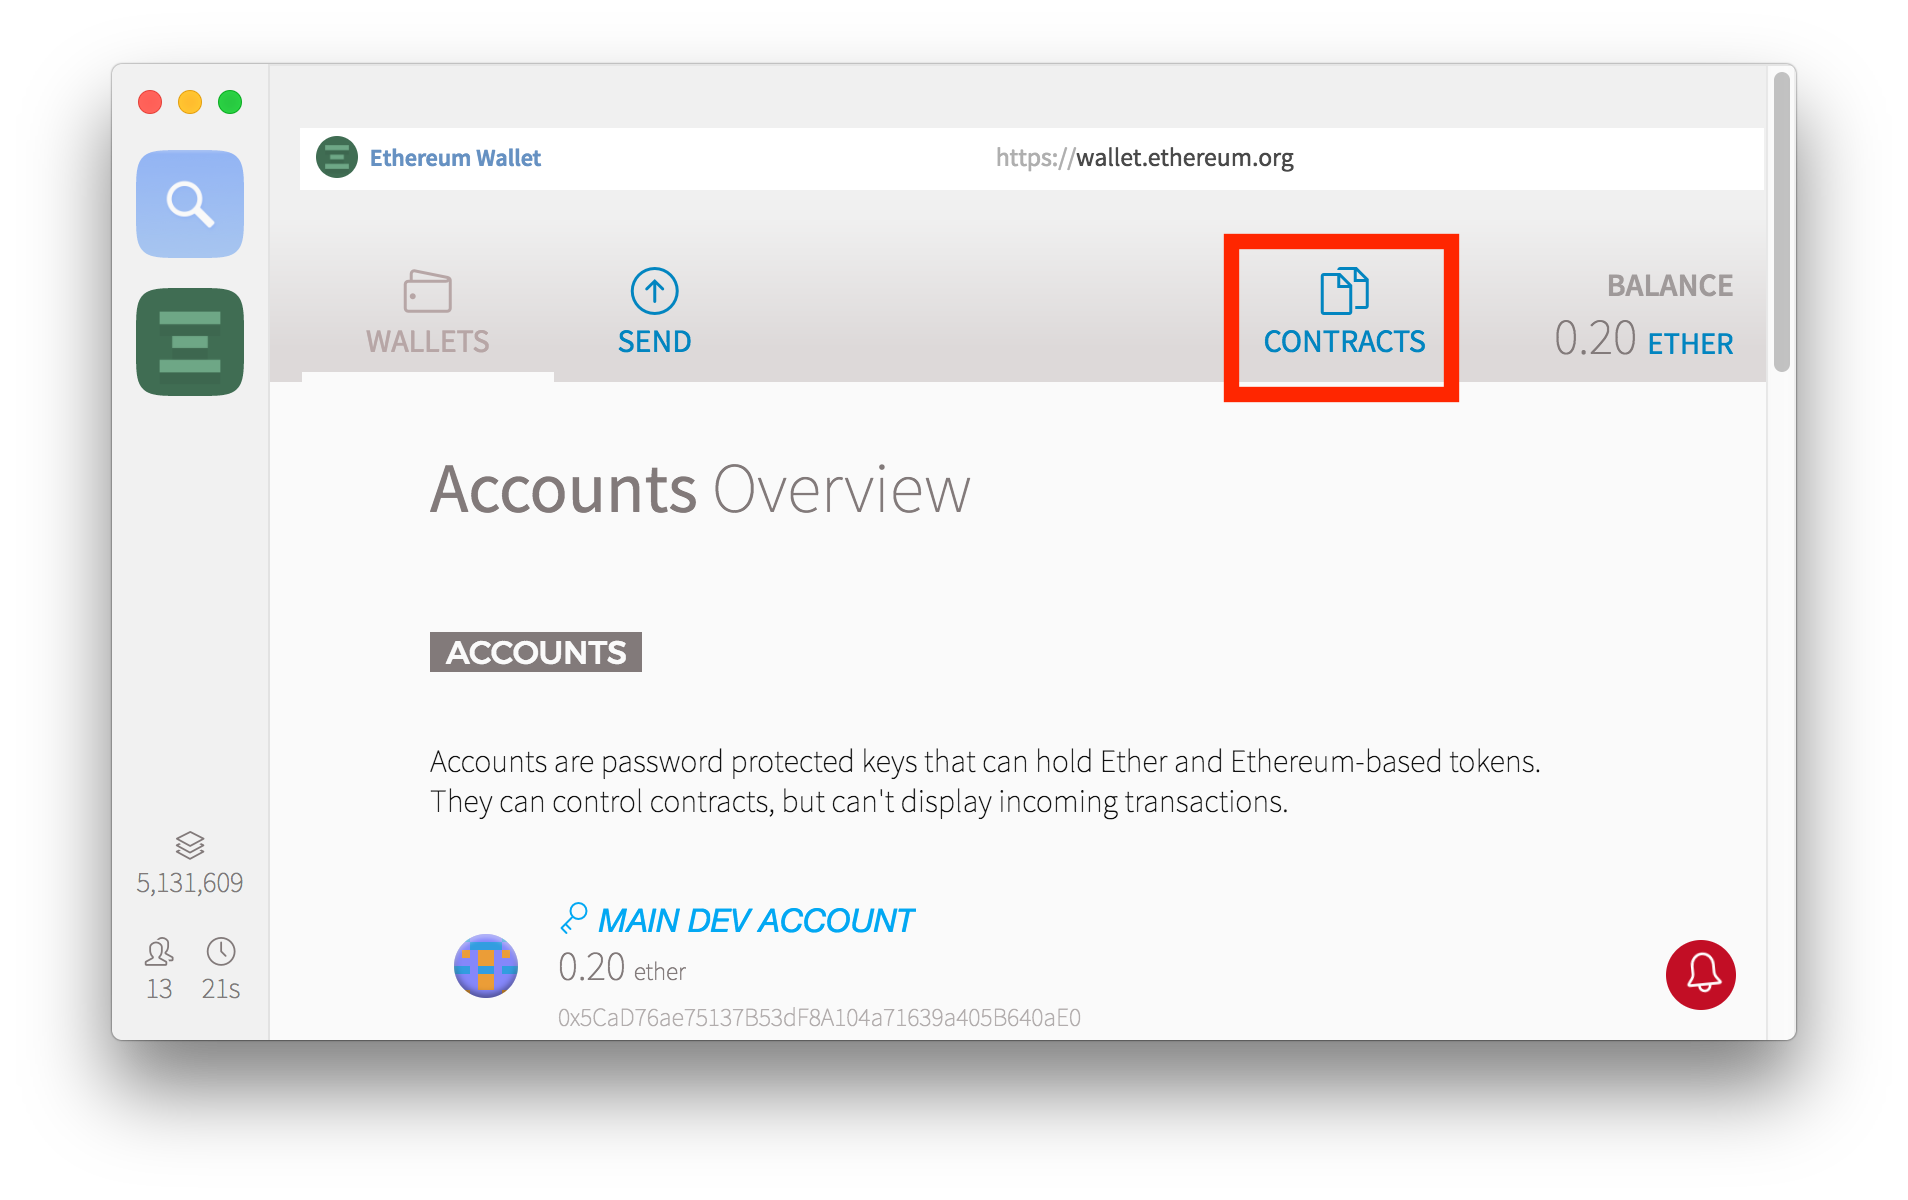 Ethereum Wallet
https://wallet.ethereum.org
WALLETS
SEND
CONTRACTS
BALANCE
0.20 ETHER
Accounts Overview
ACCOUNTS
Accounts are password protected keys that can hold Ether and Ethereum-based tokens.
They can control contracts, but can't display incoming transactions.
5,131,609
13
21s
MAIN DEV ACCOUNT
0.20 ether
0x5CaD76ae75137B53dF8A104a71639a405B640aE0